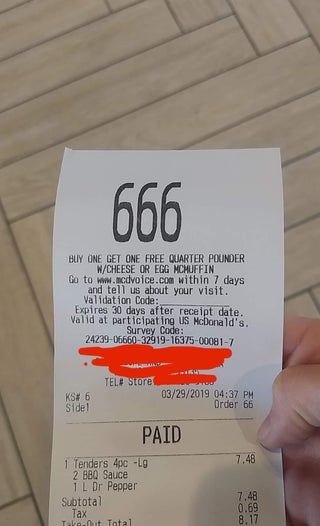 666
BUY ONE GET ONE FREE QUARTER POUNDER
W/CHEESE OR EGG MCMUFFIN
Go to www.mcdvoice.com within 7 days
and tell us about your visit.
Validation Code:
Expires 30 days after receipt date.
Valid at participating US McDonald's.
Survey Code:
24239-06660-32919-16375-00081-7
TEL# Store
KS# 6 03/29/2019 04:37 PM
Side1 Order 66
PAID
1 Tenders 4pc -Lg 7.48
2 BBQ Sauce
1 L Dr Pepper
Subtotal 7.48
Tax 0.69
Take-Out Total 8.17